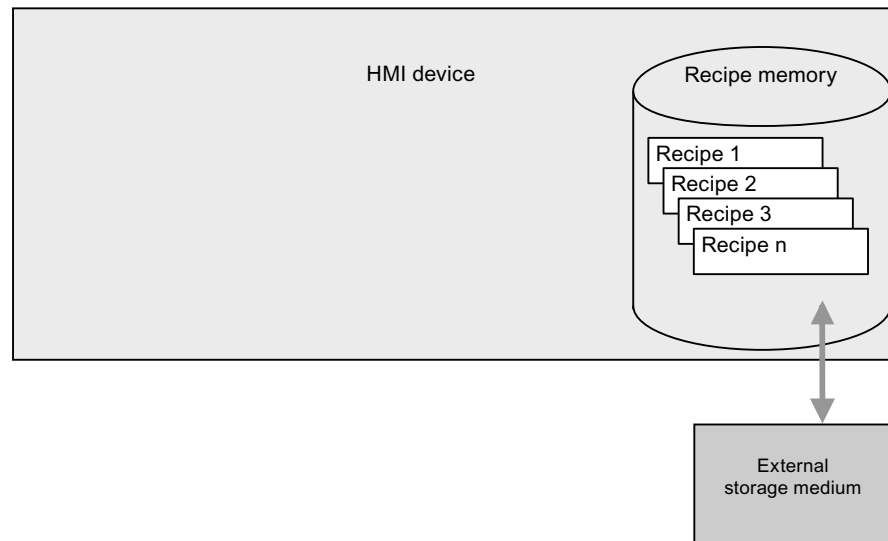 HMI device
Recipe memory
Recipe 1
Recipe 2
Recipe 3
Recipe n
External
storage medium